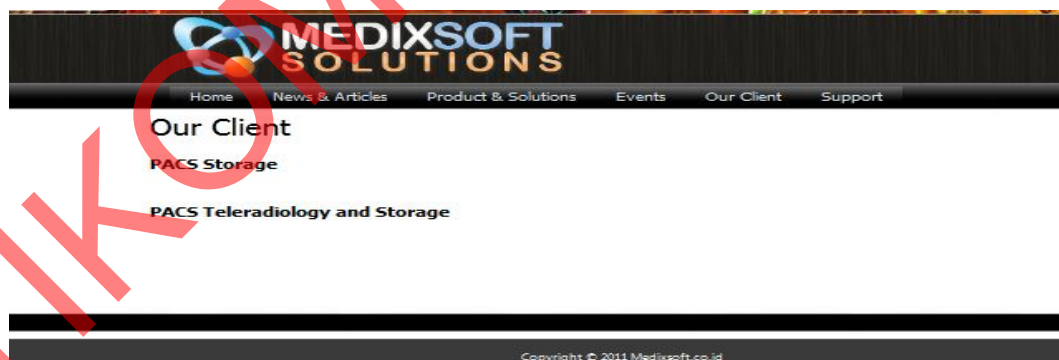 MEDIXSOFT
SOLUTIONS
Home News & Articles Product & Solutions Events Our Client Support
Our Client
PACS Storage
PACS Teleradiology and Storage
Copyright © 2011 Medixsoft.co.id
IKOM